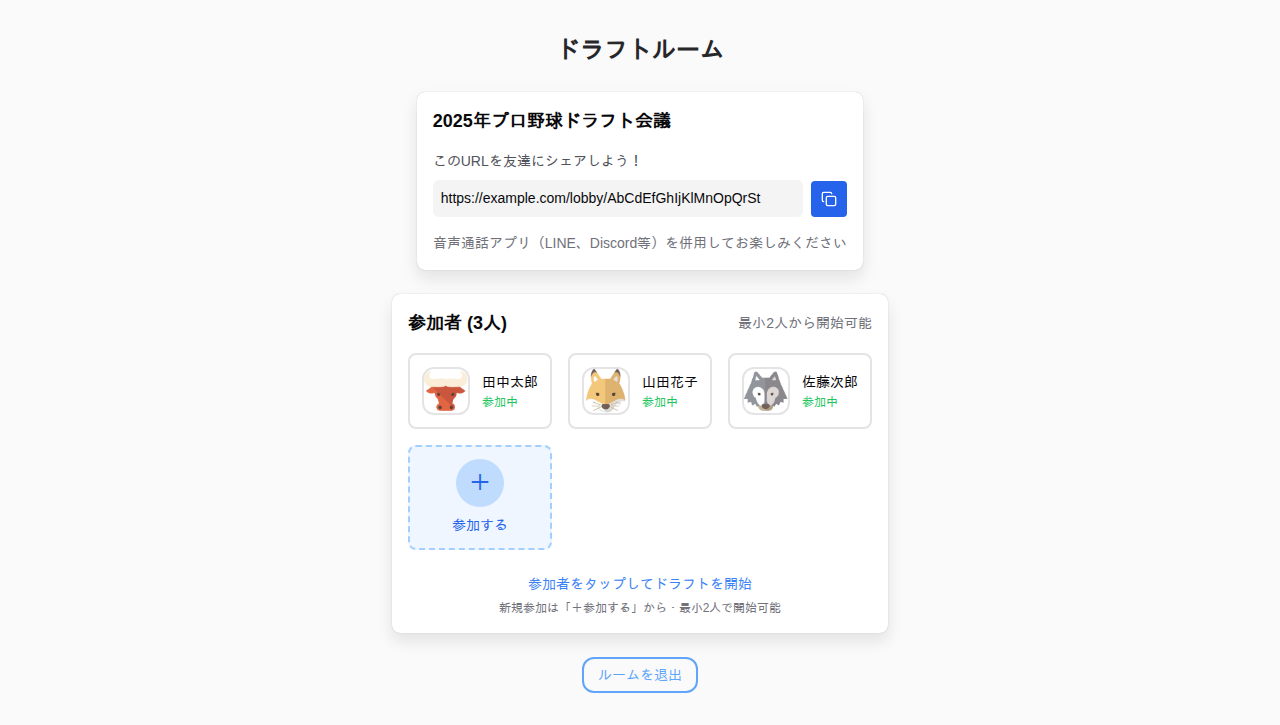 ドラフトルーム
2025年プロ野球ドラフト会議
このURLを友達にシェアしよう！
https://example.com/lobby/AbCdEfGhIjKlMnOpQrSt
音声通話アプリ（LINE、Discord等）を併用してお楽しみください
参加者 (3人)
最小2人から開始可能
田中太郎
参加中
山田花子
参加中
佐藤次郎
参加中
＋
参加する
参加者をタップしてドラフトを開始
新規参加は「＋参加する」から・最小2人で開始可能
ルームを退出